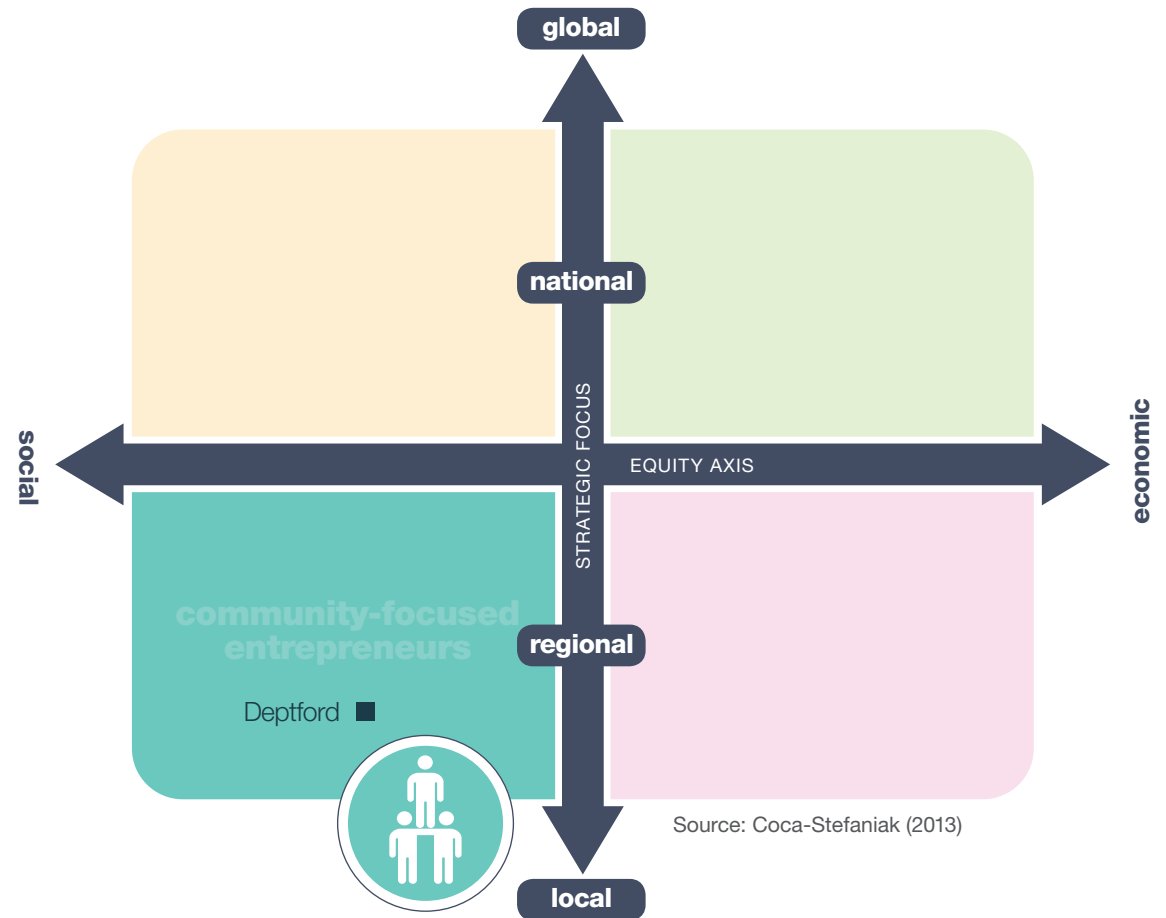 global
national
STRATEGIC FOCUS
social
EQUITY AXIS
economic
community-focused
entrepreneurs
regional
Deptford
Source: Coca-Stefaniak (2013)
local